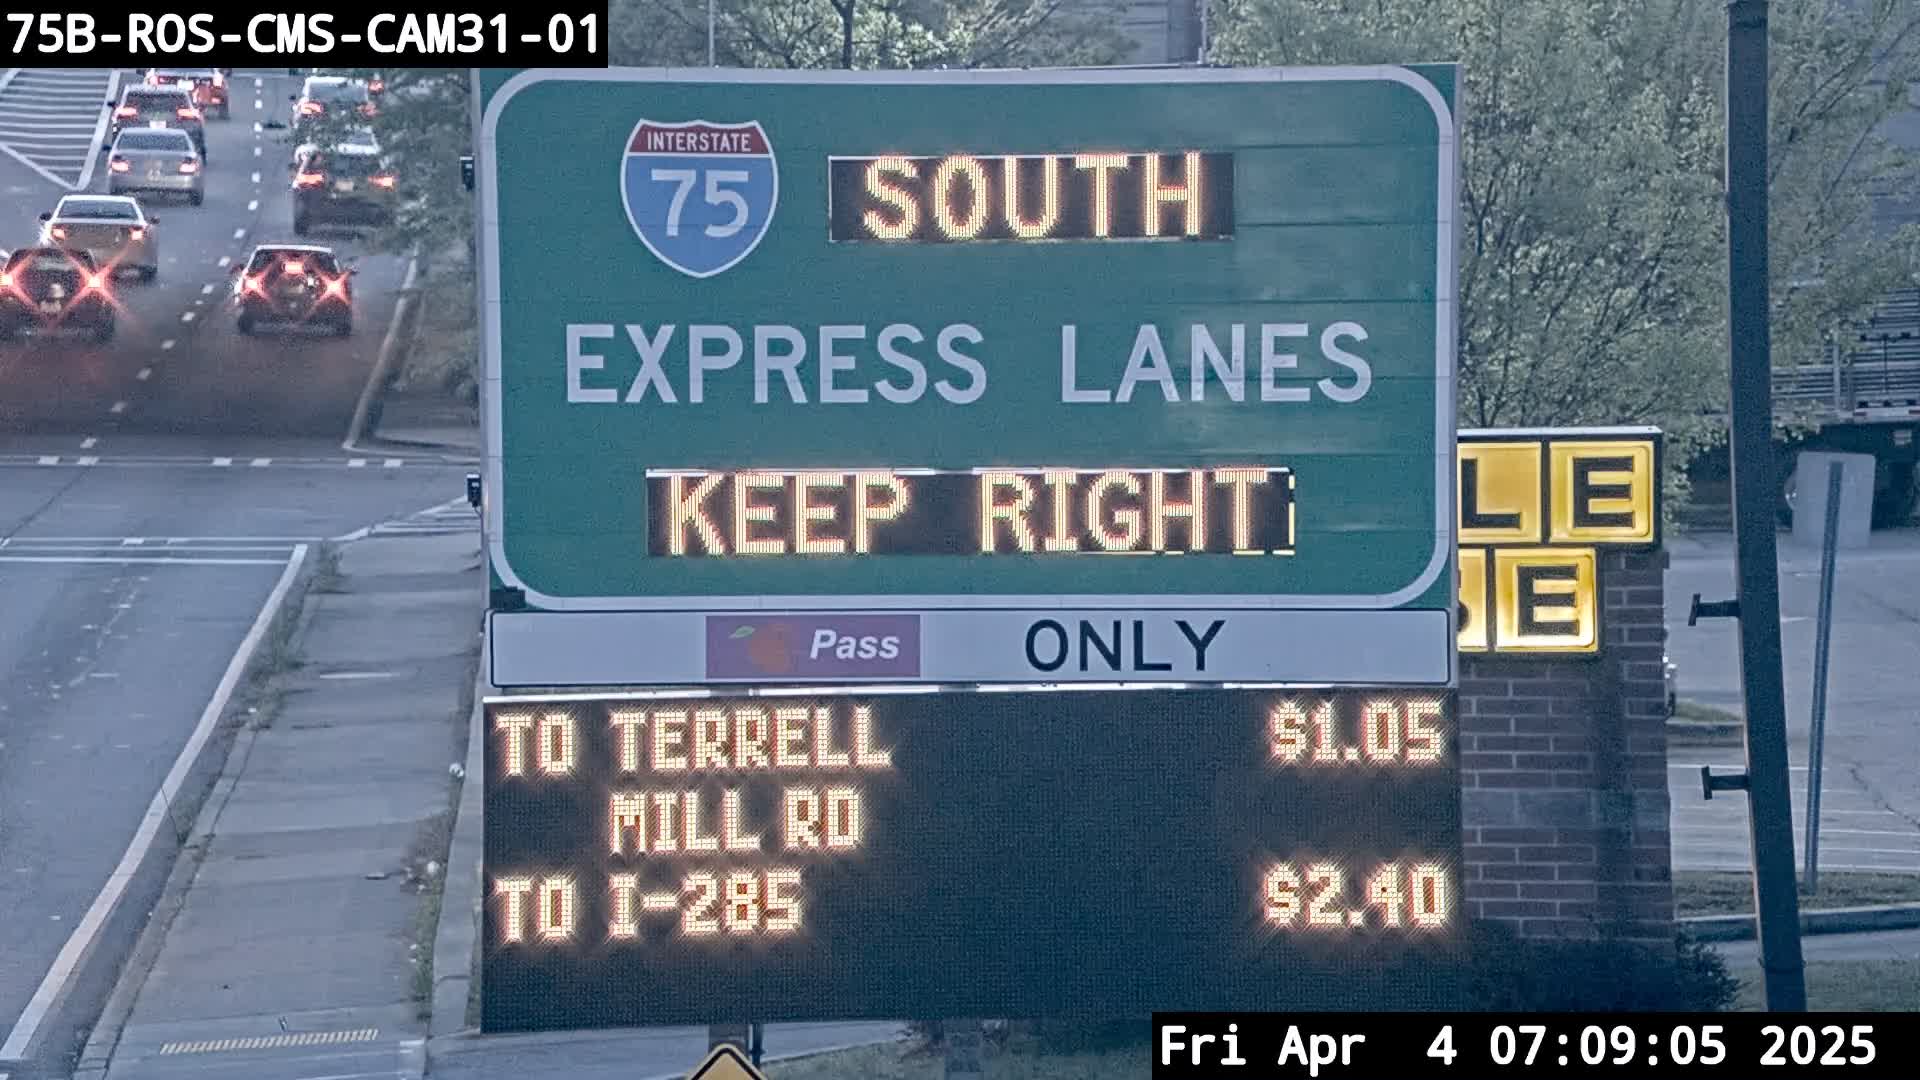 75B-ROS-CMS-CAM31-01
INTERSTATE
75
SOUTH
EXPRESS LANES
KEEP RIGHT
Pass
ONLY
TO TERRELL $1.05
MILL RD
TO I-285 $2.40
LE
E
Fri Apr 4 07:09:05 2025